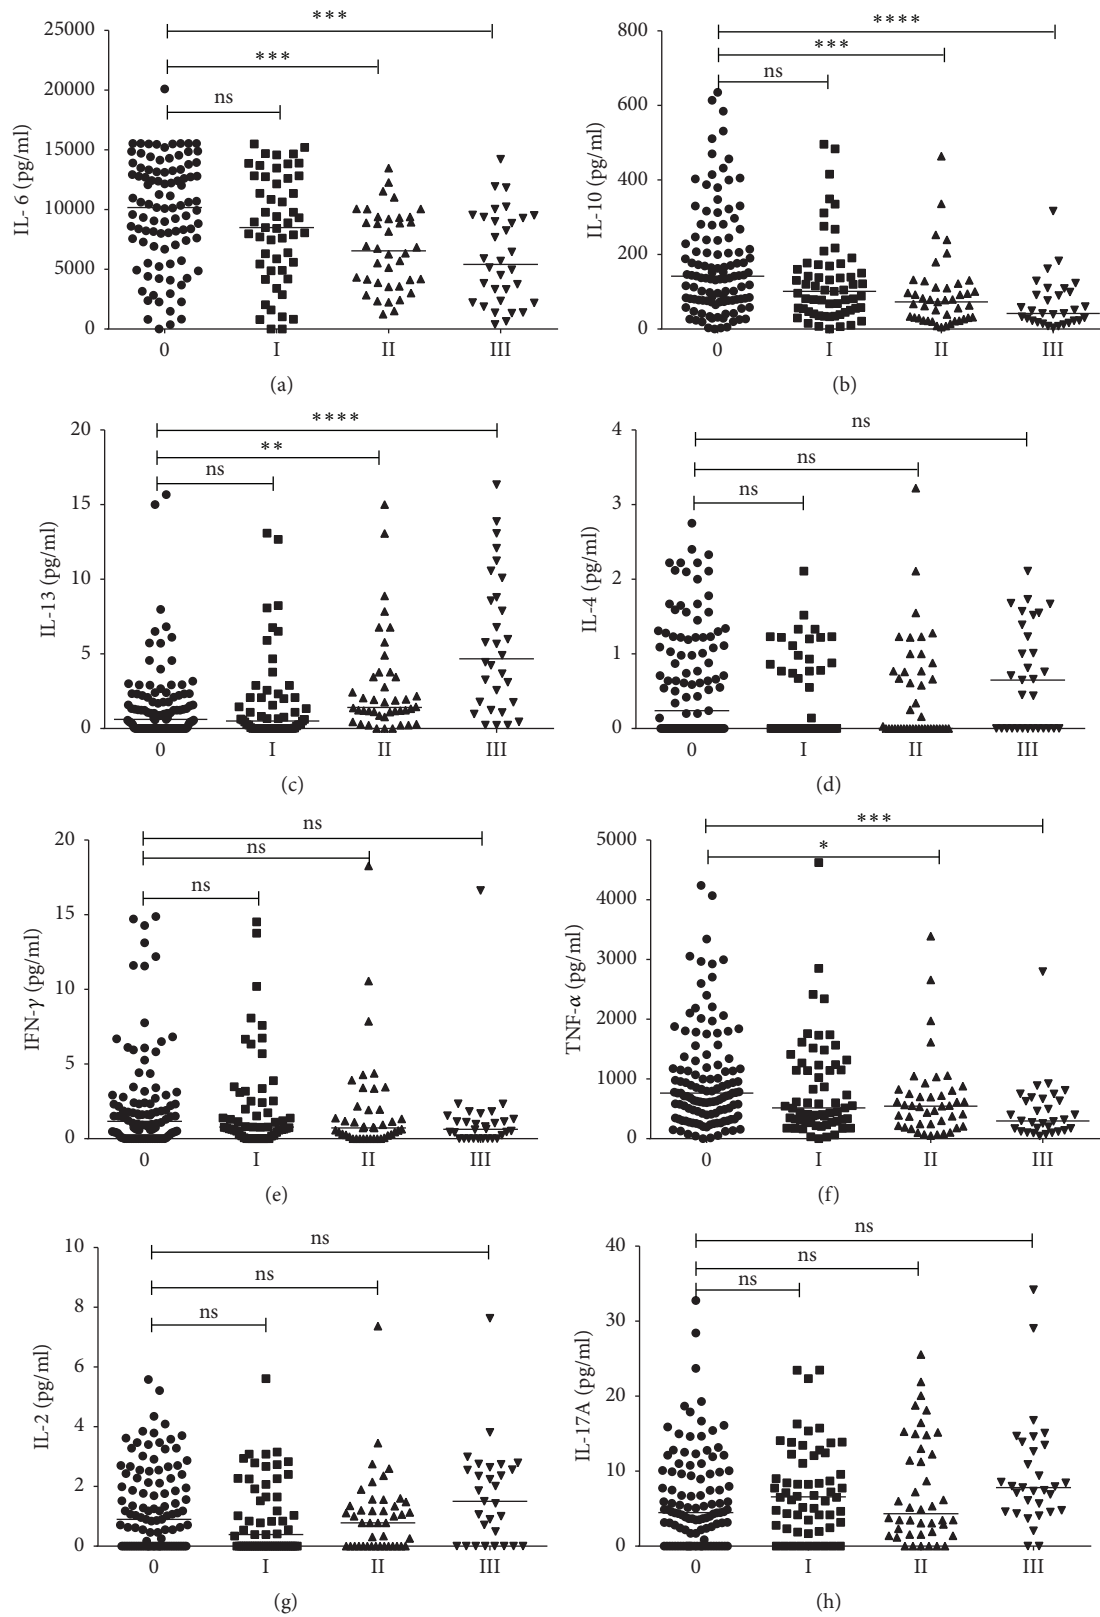 ***
***
ns
25000
20000
15000
10000
5000
0
IL- 6 (pg/ml)
0 I II III
(a)
****
***
ns
800
600
400
200
0
IL-10 (pg/ml)
0 I II III
(b)
****
**
ns
20
15
10
5
0
IL-13 (pg/ml)
0 I II III
(c)
ns
ns
ns
4
3
2
1
0
IL-4 (pg/ml)
0 I II III
(d)
ns
ns
ns
20
15
10
5
0
IFN-γ (pg/ml)
0 I II III
(e)
***
*
5000
4000
3000
2000
1000
0
TNF-α (pg/ml)
0 I II III
(f)
ns
ns
ns
10
8
6
4
2
0
IL-2 (pg/ml)
0 I II III
(g)
ns
ns
ns
40
30
20
10
0
IL-17A (pg/ml)
0 I II III
(h)